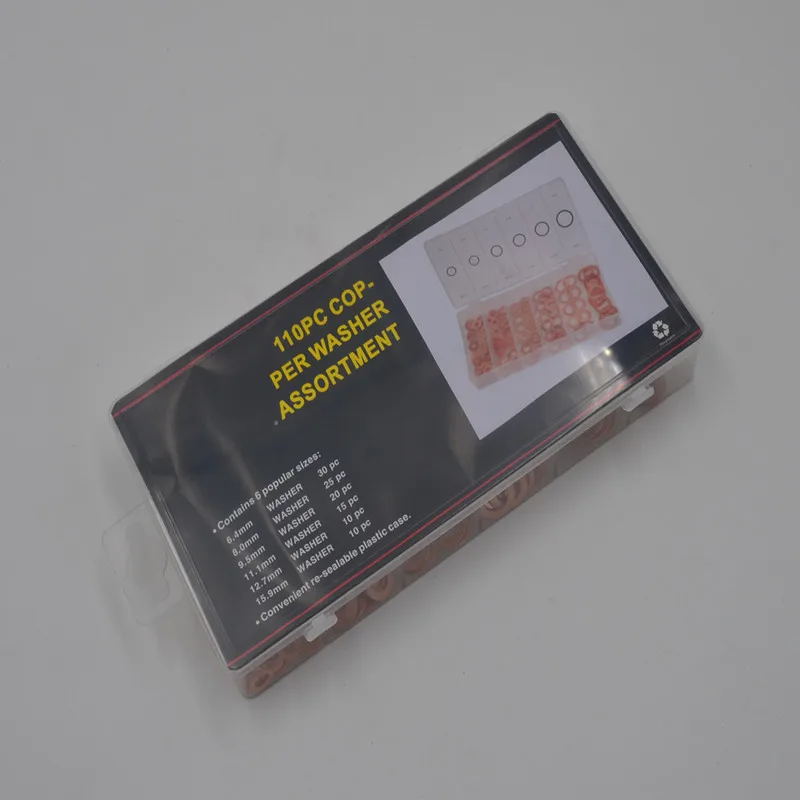 110PC COP-
PER WASHER
ASSORTMENT
• Contains 6 popular sizes:
6.4mm WASHER 30 pc
8.0mm WASHER 25 pc
9.5mm WASHER 20 pc
11.1mm WASHER 15 pc
12.7mm WASHER 10 pc
15.9mm WASHER 10 pc
• Convenient re-sealable plastic case.